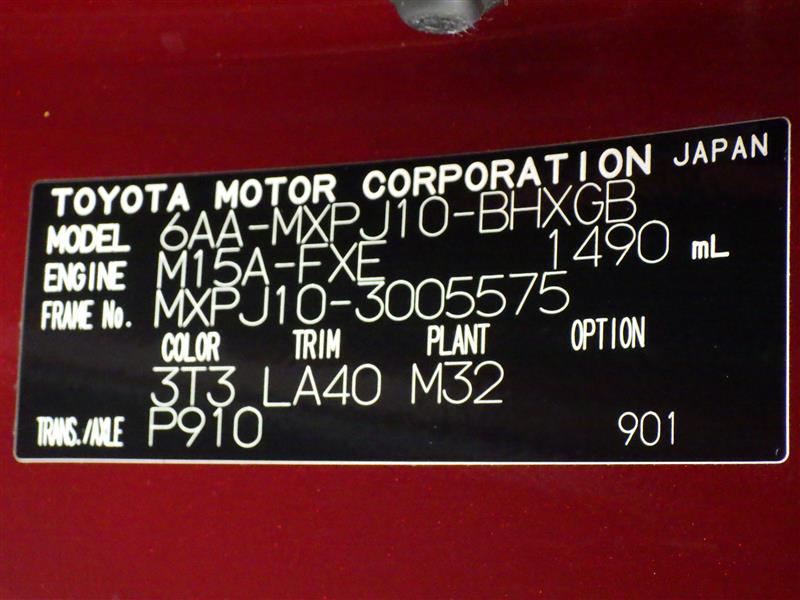 TOYOTA MOTOR CORPORATION JAPAN
MODEL 6AA-MXPJ10-BHXGB
ENGINE M15A-FXE 1490 mL
FRAME No. MXPJ10-3005575
COLOR TRIM PLANT OPTION
3T3 LA40 M32
TRANS./AXLE P910 901